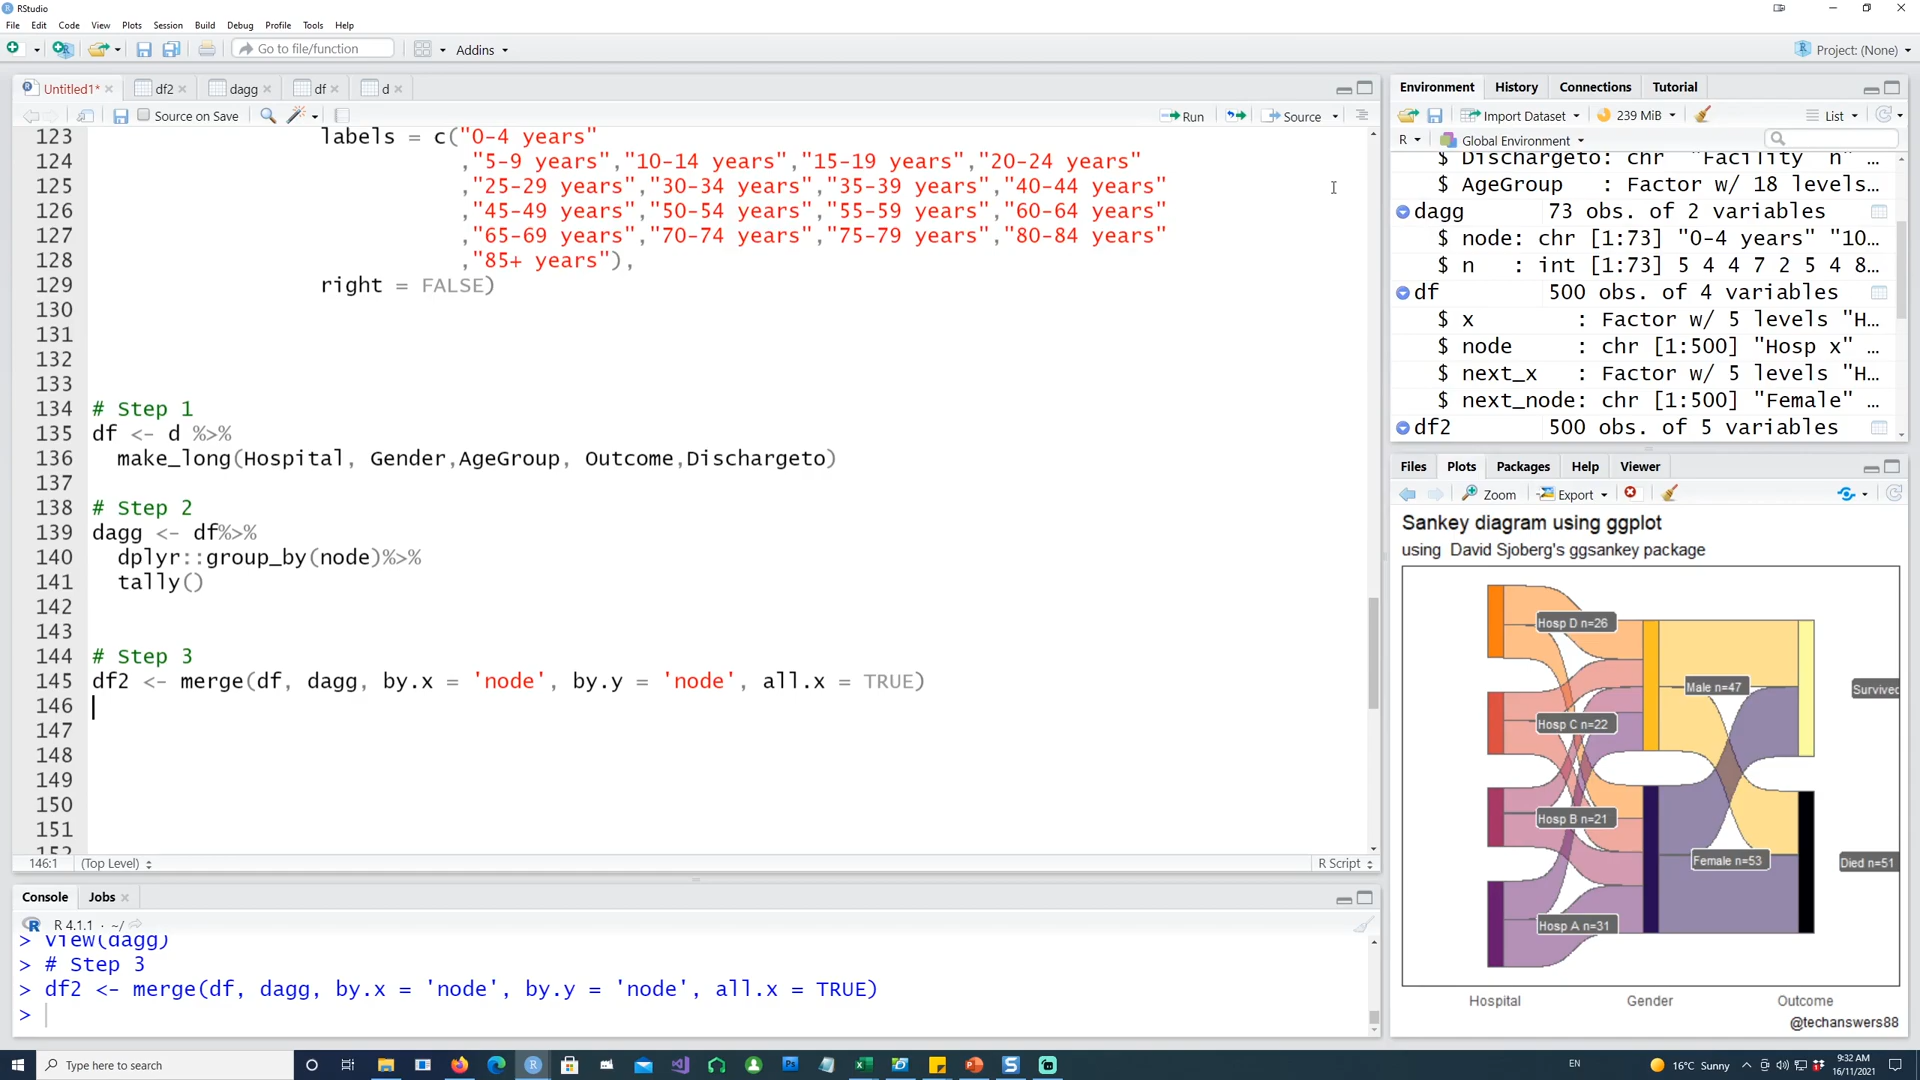 RStudio
File Edit Code View Plots Session Build Debug Profile Tools Help
Go to file/function Addins Project: (None)
Untitled1* df2 dagg df d
Source on Save Run Source
123 labels = c("0-4 years"
124 ,"5-9 years","10-14 years","15-19 years","20-24 years"
125 ,"25-29 years","30-34 years","35-39 years","40-44 years"
126 ,"45-49 years","50-54 years","55-59 years","60-64 years"
127 ,"65-69 years","70-74 years","75-79 years","80-84 years"
128 ,"85+ years"),
129 right = FALSE)
130
131
132
133
134 # Step 1
135 df <- d %>%
136 make_long(Hospital, Gender,AgeGroup, Outcome,Dischargeto)
137
138 # Step 2
139 dagg <- df%>%
140 dplyr::group_by(node)%>%
141 tally()
142
143
144 # Step 3
145 df2 <- merge(df, dagg, by.x = 'node', by.y = 'node', all.x = TRUE)
146
147
148
149
150
151
152
146:1 (Top Level) R Script
Console Jobs
R 4.1.1 · ~/
> View(dagg)
> # Step 3
> df2 <- merge(df, dagg, by.x = 'node', by.y = 'node', all.x = TRUE)
>
Environment History Connections Tutorial
Import Dataset 239 MiB List
R Global Environment
$ Dischargeto: chr "Facility n" …
$ AgeGroup : Factor w/ 18 levels…
dagg 73 obs. of 2 variables
$ node: chr [1:73] "0-4 years" "10…
$ n : int [1:73] 5 4 4 7 2 5 4 8…
df 500 obs. of 4 variables
$ x : Factor w/ 5 levels "H…
$ node : chr [1:500] "Hosp x" …
$ next_x : Factor w/ 5 levels "H…
$ next_node: chr [1:500] "Female" …
df2 500 obs. of 5 variables
Files Plots Packages Help Viewer
Zoom Export
Sankey diagram using ggplot
using David Sjoberg's ggsankey package
Hosp D n=26
Male n=47
Survived
Hosp C n=22
Hosp B n=21
Female n=53
Died n=51
Hosp A n=31
Hospital Gender Outcome
@techanswers88
Type here to search
EN
16°C Sunny
9:32 AM
16/11/2021